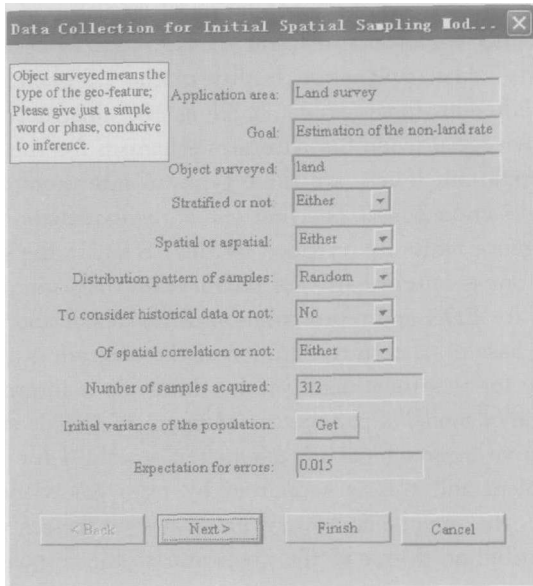 Data Collection for Initial Spatial Sampling Mod...
Object surveyed means the
type of the geo-feature;
Please give just a simple
word or phase, conducive
to inference.
Application area: Land survey
Goal: Estimation of the non-land rate
Object surveyed: land
Stratified or not: Either
Spatial or aspatial: Either
Distribution pattern of samples: Random
To consider historical data or not: No
Of spatial correlation or not: Either
Number of samples acquired: 312
Initial variance of the population: Get
Expectation for errors: 0.015
< Back Next > Finish Cancel